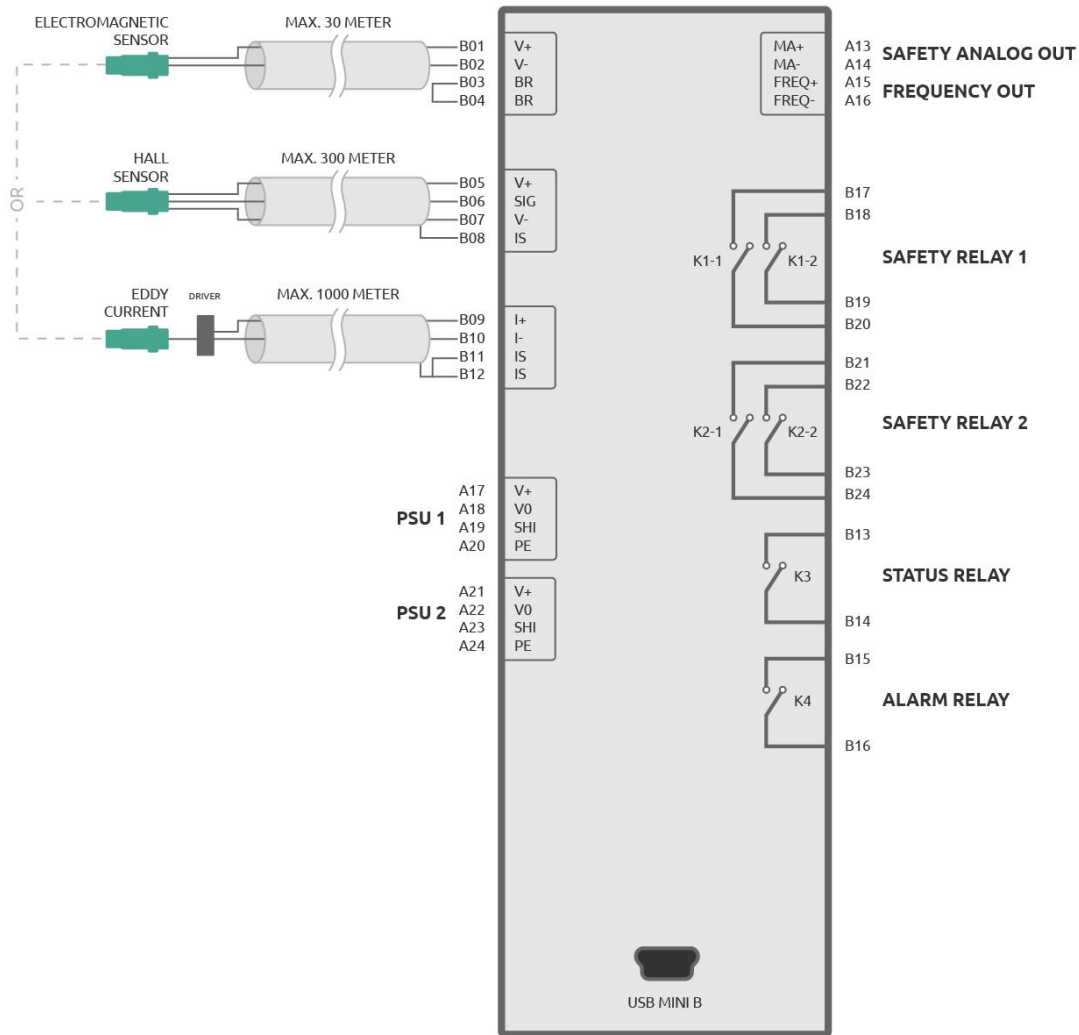 ELECTROMAGNETIC
SENSOR
MAX. 30 METER
B01 V+
B02 V-
B03 BR
B04 BR
MA+ A13
MA- A14
FREQ+ A15
FREQ- A16
SAFETY ANALOG OUT
FREQUENCY OUT
OR
HALL
SENSOR
MAX. 300 METER
B05 V+
B06 SIG
B07 V-
B08 IS
B17
B18
K1-1 K1-2
SAFETY RELAY 1
B19
B20
EDDY
CURRENT
DRIVER
MAX. 1000 METER
B09 I+
B10 I-
B11 IS
B12 IS
B21
B22
K2-1 K2-2
SAFETY RELAY 2
B23
B24
PSU 1
A17 V+
A18 V0
A19 SHI
A20 PE
B13
K3
STATUS RELAY
B14
PSU 2
A21 V+
A22 V0
A23 SHI
A24 PE
B15
K4
ALARM RELAY
B16
USB MINI B